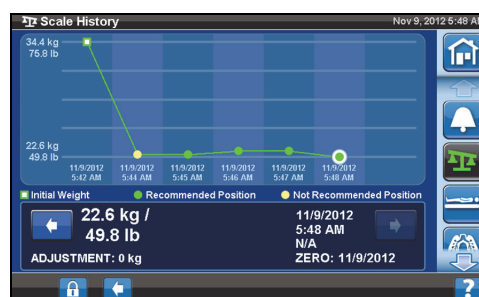 Scale History
Nov 9, 2012 5:48 AM
34.4 kg
75.8 lb
22.6 kg
49.8 lb
11/9/2012 11/9/2012 11/9/2012 11/9/2012 11/9/2012 11/9/2012
5:42 AM 5:44 AM 5:45 AM 5:46 AM 5:47 AM 5:48 AM
Initial Weight Recommended Position Not Recommended Position
22.6 kg /
49.8 lb
ADJUSTMENT: 0 kg
11/9/2012
5:48 AM
N/A
ZERO: 11/9/2012
?